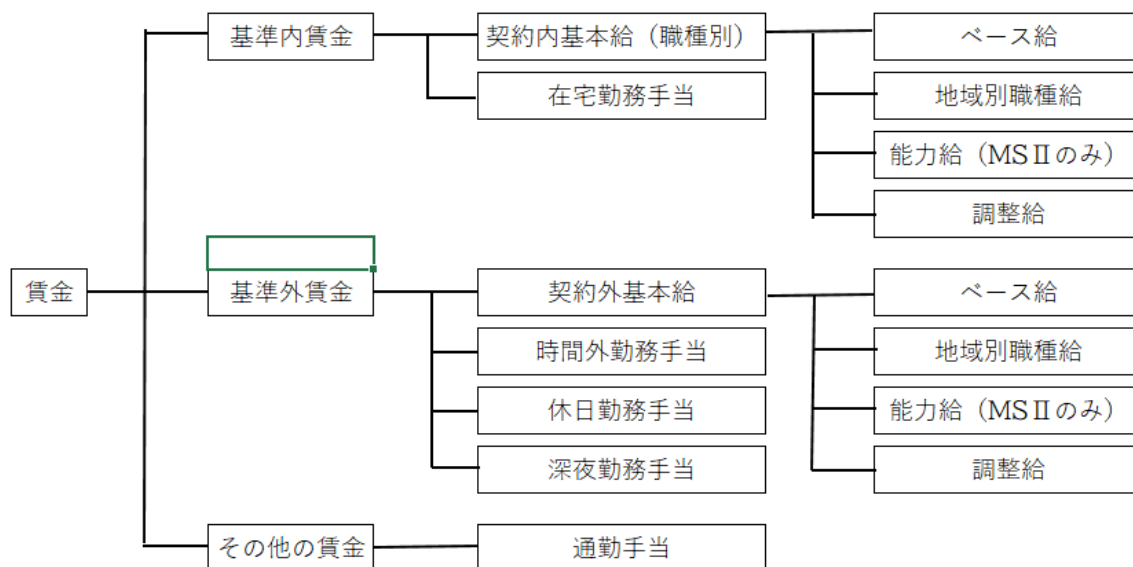 基準内賃金
契約内基本給（職種別）
ベース給
在宅勤務手当
地域別職種給
能力給（MSⅡのみ）
調整給
賃金
基準外賃金
契約外基本給
ベース給
時間外勤務手当
地域別職種給
休日勤務手当
能力給（MSⅡのみ）
深夜勤務手当
調整給
その他の賃金
通勤手当